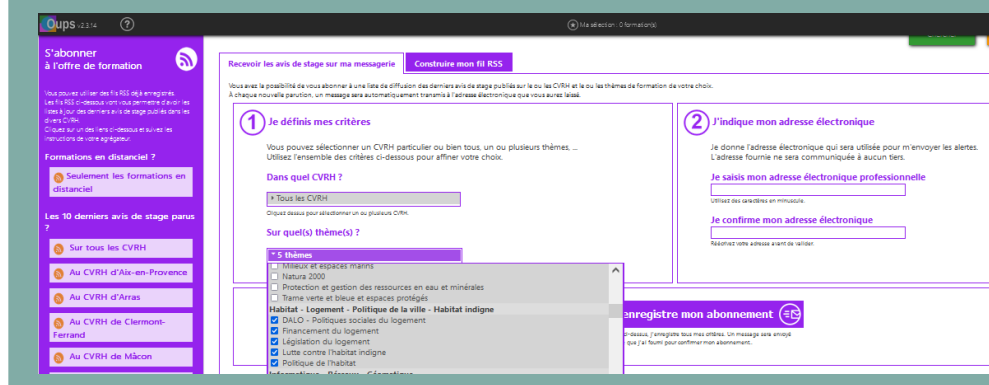 Oups v2.3.14 ?
Ma sélection : 0 formation(s)
S'abonner
à l'offre de formation
Vous pouvez utiliser des fils RSS déjà enregistrés.
Les fils RSS ci-dessous vont vous permettre d'avoir les
listes à jour des derniers avis de stage publiés dans les
divers CVRH.
Cliquez sur un des liens ci-dessous et suivez les
instructions de votre agrégateur.
Formations en distanciel ?
Seulement les formations en
distanciel
Les 10 derniers avis de stage parus
?
Sur tous les CVRH
Au CVRH d'Aix-en-Provence
Au CVRH d'Arras
Au CVRH de Clermont-
Ferrand
Au CVRH de Mâcon
Recevoir les avis de stage sur ma messagerie
Construire mon fil RSS
Vous avez la possibilité de vous abonner à une liste de diffusion des derniers avis de stage publiés sur le ou les CVRH et le ou les thèmes de formation de votre choix.
À chaque nouvelle parution, un message sera automatiquement transmis à l'adresse électronique que vous aurez laissé.
1 Je définis mes critères
Vous pouvez sélectionner un CVRH particulier ou bien tous, un ou plusieurs thèmes, ...
Utilisez l'ensemble des critères ci-dessous pour affiner votre choix.
Dans quel CVRH ?
Tous les CVRH
Cliquez dessus pour sélectionner un ou plusieurs CVRH.
Sur quel(s) thème(s) ?
5 thèmes
Milieux et espaces marins
Natura 2000
Protection et gestion des ressources en eau et minérales
Trame verte et bleue et espaces protégés
Habitat - Logement - Politique de la ville - Habitat indigne
DALO - Politiques sociales du logement
Financement du logement
Législation du logement
Lutte contre l'habitat indigne
Politique de l'habitat
Informatique - Réseaux - Géomatique
2 J'indique mon adresse électronique
Je donne l'adresse électronique qui sera utilisée pour m'envoyer les alertes.
L'adresse fournie ne sera communiquée à aucun tiers.
Je saisis mon adresse électronique professionnelle
Utilisez des caractères en minuscule.
Je confirme mon adresse électronique
Réécrivez votre adresse avant de valider.
enregistre mon abonnement
ci-dessus, j'enregistre tous mes critères. Un message sera envoyé
que j'ai fourni pour confirmer mon abonnement.